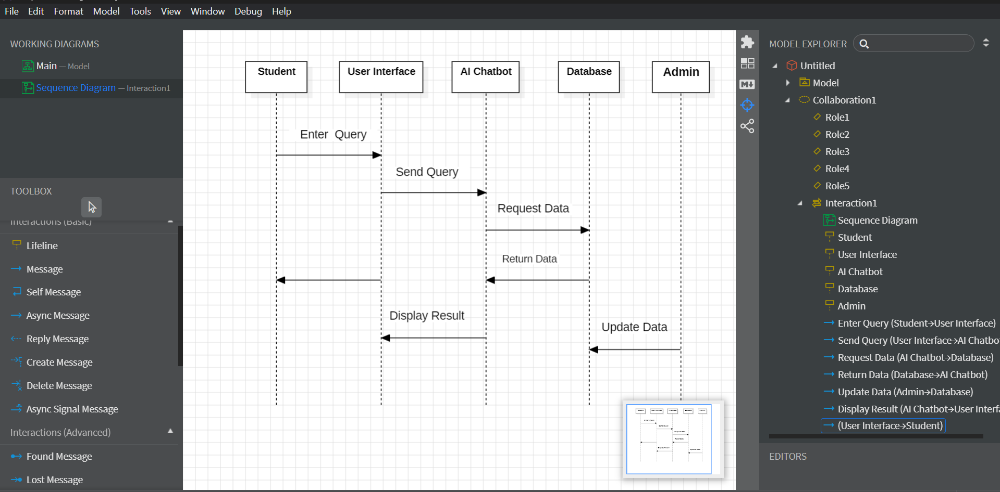 File Edit Format Model Tools View Window Debug Help
WORKING DIAGRAMS
Main — Model
Sequence Diagram — Interaction1
TOOLBOX
Interactions (Basic)
Lifeline
Message
Self Message
Async Message
Reply Message
Create Message
Delete Message
Async Signal Message
Interactions (Advanced)
Found Message
Lost Message
Student User Interface AI Chatbot Database Admin
Enter Query
Send Query
Request Data
Return Data
Display Result
Update Data
MODEL EXPLORER
Untitled
Model
Collaboration1
Role1
Role2
Role3
Role4
Role5
Interaction1
Sequence Diagram
Student
User Interface
AI Chatbot
Database
Admin
Enter Query (Student→User Interface)
Send Query (User Interface→AI Chatbo
Request Data (AI Chatbot→Database)
Return Data (Database→AI Chatbot)
Update Data (Admin→Database)
Display Result (AI Chatbot→User Interfa
(User Interface→Student)
EDITORS